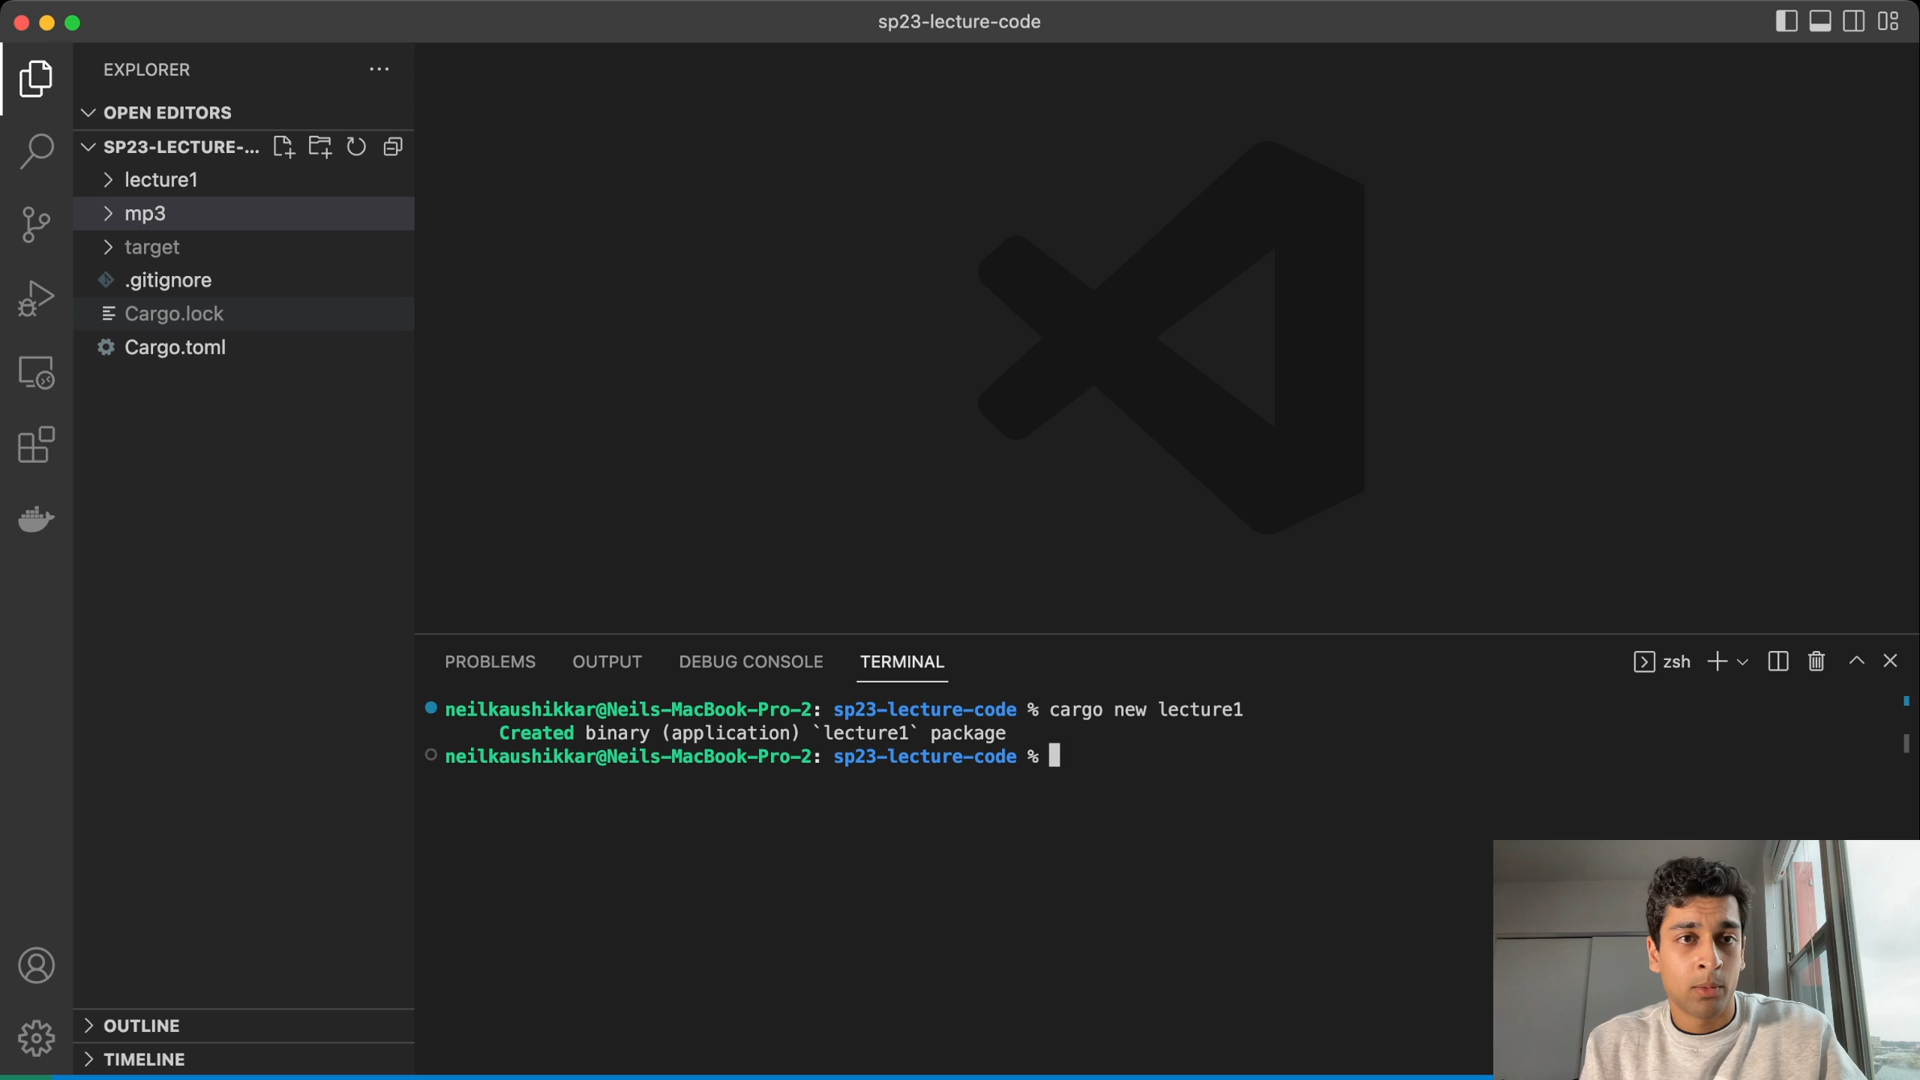 sp23-lecture-code
EXPLORER
OPEN EDITORS
SP23-LECTURE-...
lecture1
mp3
target
.gitignore
Cargo.lock
Cargo.toml
OUTLINE
TIMELINE
PROBLEMS OUTPUT DEBUG CONSOLE TERMINAL
zsh
neilkaushikkar@Neils-MacBook-Pro-2: sp23-lecture-code % cargo new lecture1
Created binary (application) `lecture1` package
neilkaushikkar@Neils-MacBook-Pro-2: sp23-lecture-code %